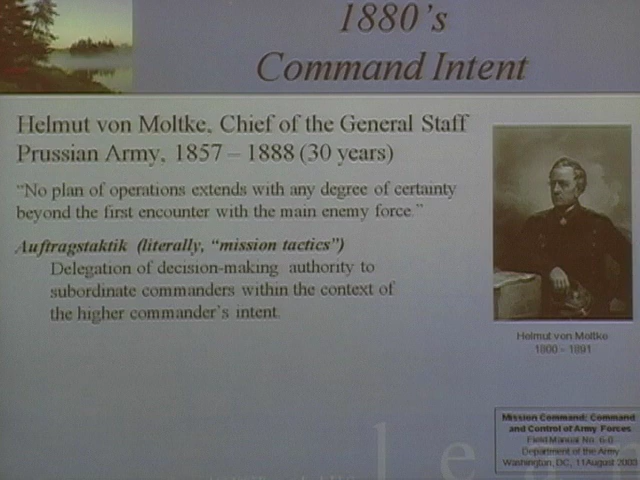 1880's
Command Intent
Helmut von Moltke, Chief of the General Staff
Prussian Army, 1857 – 1888 (30 years)
“No plan of operations extends with any degree of certainty
beyond the first encounter with the main enemy force.”
Auftragstaktik (literally, “mission tactics”)
Delegation of decision-making authority to
subordinate commanders within the context of
the higher commander's intent.
Helmut von Moltke
1800 - 1891
Mission Command: Command
and Control of Army Forces
Field Manual No. 6-0
Department of the Army
Washington, DC, 11 August 2003
l e a